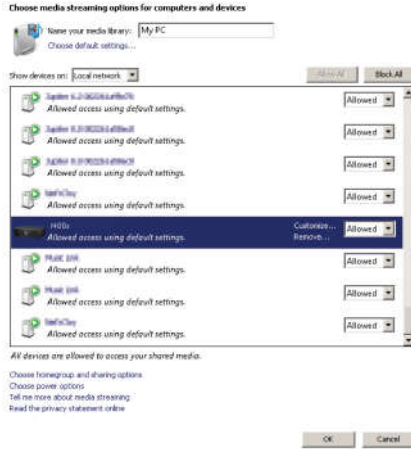 Choose media streaming options for computers and devices
Name your media library: My PC
Choose default settings...
Show devices on: Local network
Allow All
Block All
Allowed
Allowed access using default settings.
Allowed
Allowed access using default settings.
Allowed
Allowed access using default settings.
Allowed
Allowed access using default settings.
Customize... Allowed
Allowed access using default settings. Remove...
Music Link Allowed
Allowed access using default settings.
Music Link Allowed
Allowed access using default settings.
Allowed
Allowed access using default settings.
All devices are allowed to access your shared media.
Choose homegroup and sharing options
Choose power options
Tell me more about media streaming
Read the privacy statement online
OK
Cancel